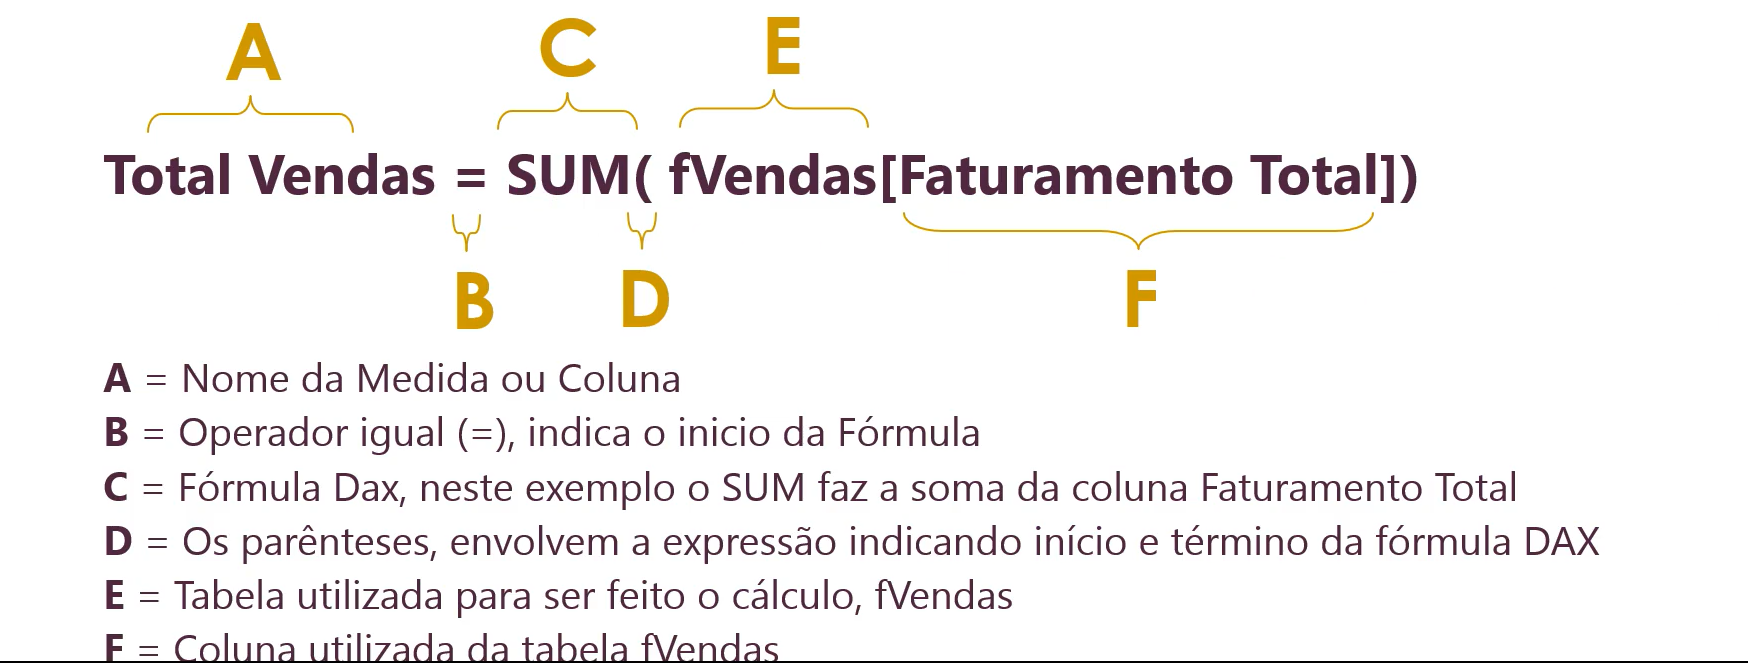 A C E
Total Vendas = SUM( fVendas[Faturamento Total])
B D F
A = Nome da Medida ou Coluna
B = Operador igual (=), indica o inicio da Fórmula
C = Fórmula Dax, neste exemplo o SUM faz a soma da coluna Faturamento Total
D = Os parênteses, envolvem a expressão indicando início e término da fórmula DAX
E = Tabela utilizada para ser feito o cálculo, fVendas
F = Coluna utilizada da tabela fVendas